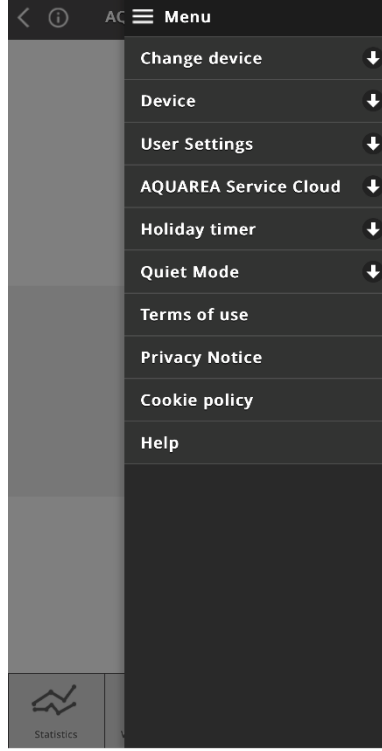 AQ
Menu
Change device
Device
User Settings
AQUAREA Service Cloud
Holiday timer
Quiet Mode
Terms of use
Privacy Notice
Cookie policy
Help
Statistics